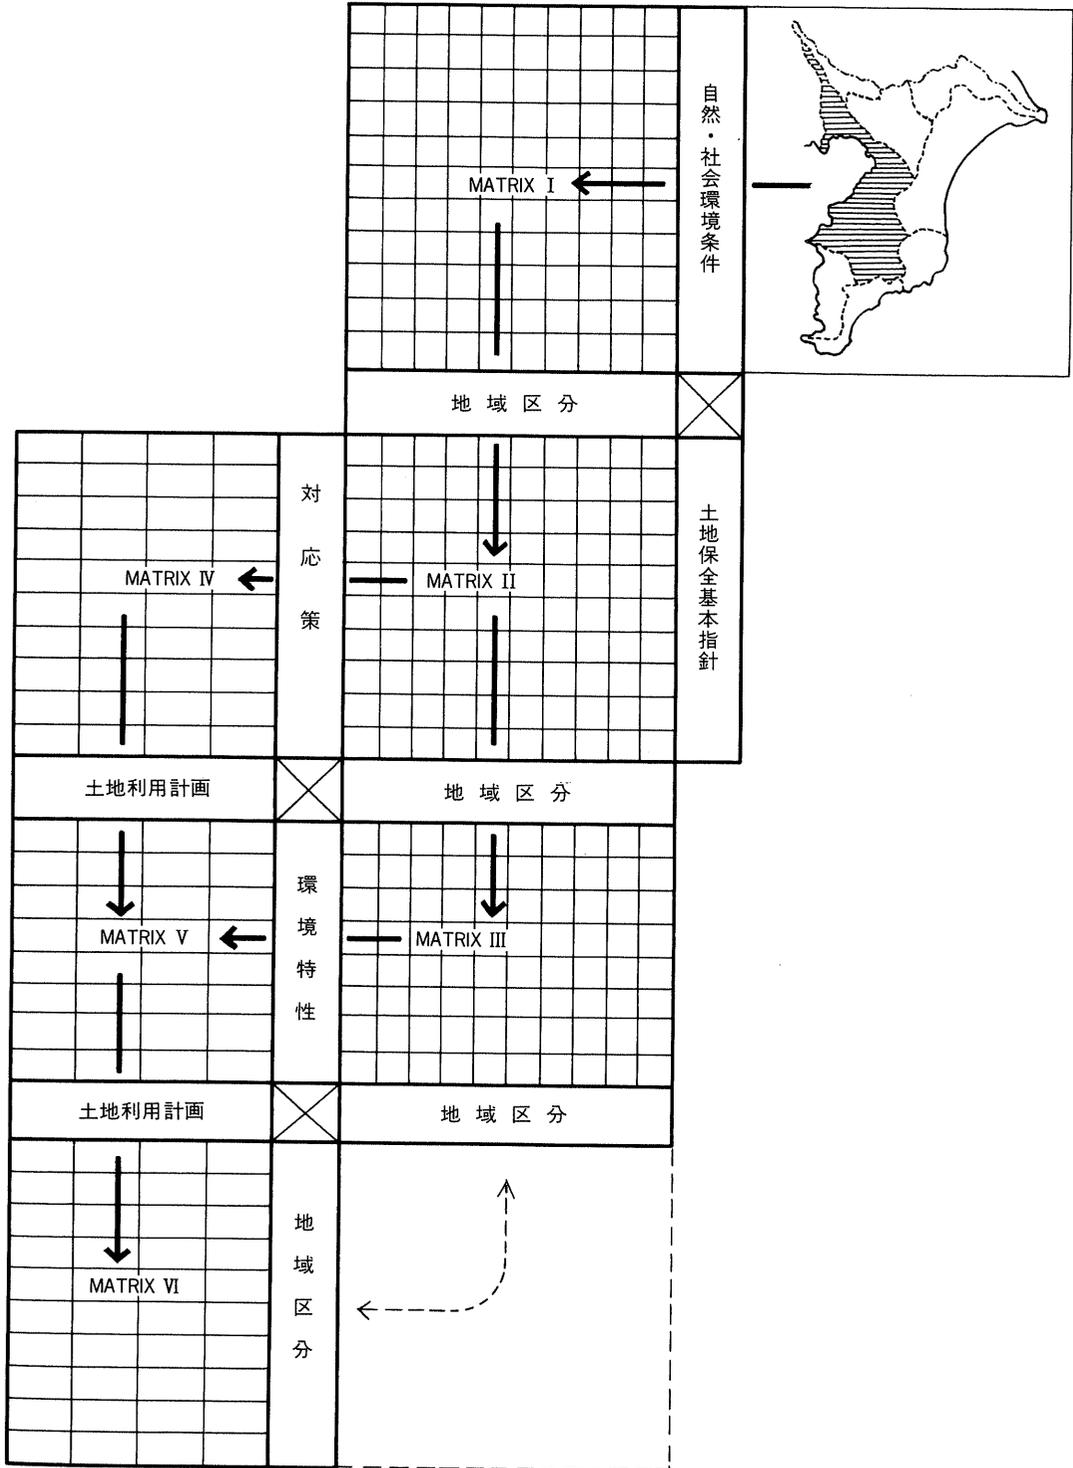 自然・社会環境条件
MATRIX I
地域区分
土地保全基本指針
MATRIX II
対応策
MATRIX IV
土地利用計画
地域区分
環境特性
MATRIX III
MATRIX V
土地利用計画
地域区分
地域区分
MATRIX VI